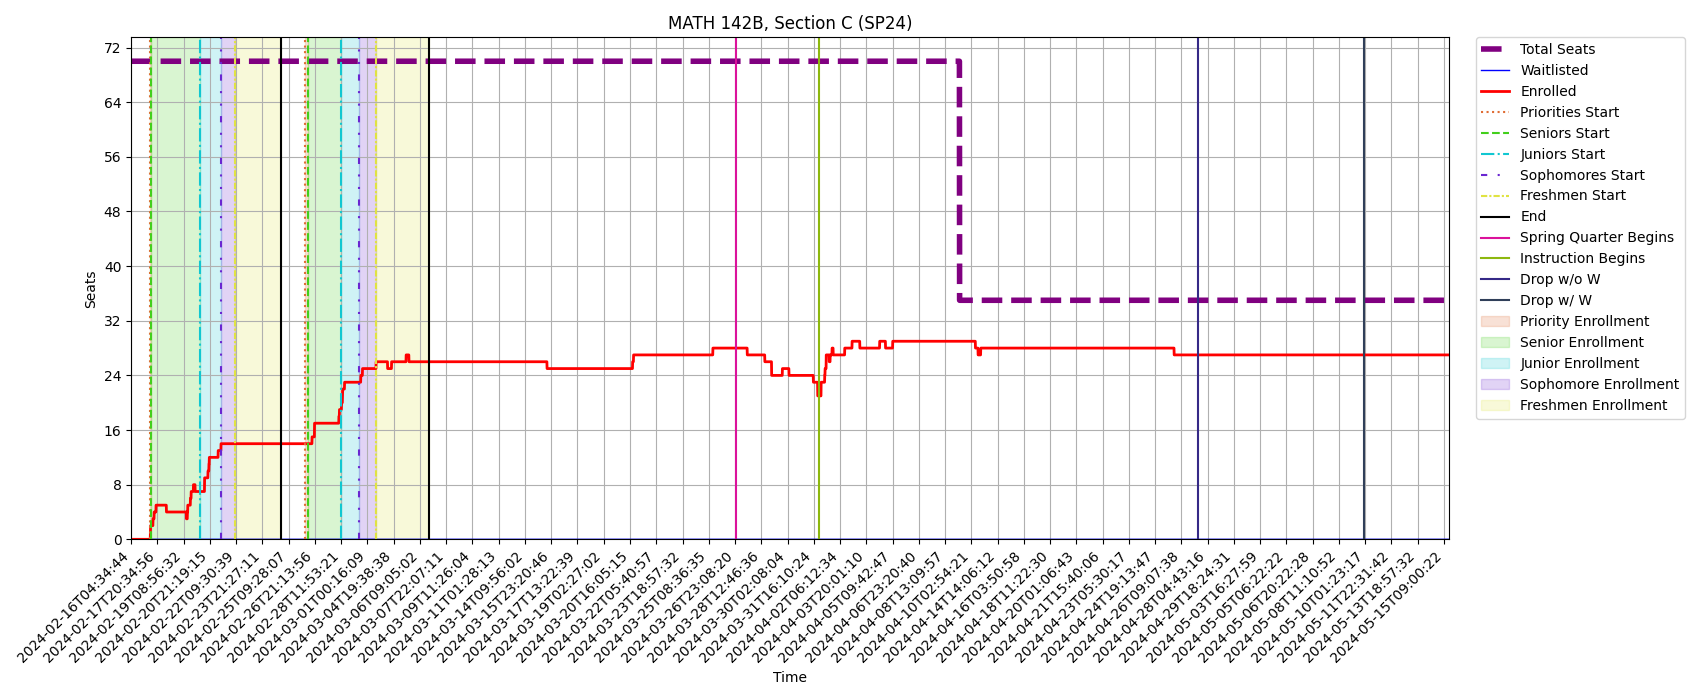 MATH 142B, Section C (SP24)
72
64
56
48
40
32
24
16
8
0
Seats
2024-02-16T04:34:44
2024-02-17T20:34:56
2024-02-19T08:56:32
2024-02-20T21:19:15
2024-02-22T09:30:39
2024-02-23T21:27:11
2024-02-25T09:28:07
2024-02-26T21:13:56
2024-02-28T11:53:21
2024-03-01T00:16:09
2024-03-04T19:38:38
2024-03-06T09:05:02
2024-03-07T22:07:11
2024-03-11T01:26:04
2024-03-12T11:28:13
2024-03-14T09:56:02
2024-03-15T23:20:46
2024-03-17T13:22:39
2024-03-19T02:27:02
2024-03-20T16:05:15
2024-03-22T05:40:57
2024-03-23T18:57:32
2024-03-25T08:36:35
2024-03-26T23:08:20
2024-03-28T12:46:36
2024-03-30T02:08:04
2024-03-31T16:10:24
2024-04-02T06:12:34
2024-04-03T20:01:10
2024-04-05T09:42:47
2024-04-06T23:20:40
2024-04-08T13:09:57
2024-04-10T02:54:21
2024-04-14T14:06:12
2024-04-16T03:50:58
2024-04-18T11:22:30
2024-04-20T01:06:43
2024-04-21T15:40:06
2024-04-23T05:30:17
2024-04-24T19:13:47
2024-04-26T09:07:38
2024-04-28T04:43:16
2024-04-29T18:24:31
2024-05-03T16:27:59
2024-05-05T06:22:22
2024-05-06T20:22:28
2024-05-08T11:10:52
2024-05-10T01:23:17
2024-05-11T22:31:42
2024-05-13T18:57:32
2024-05-15T09:00:22
Time
Total Seats
Waitlisted
Enrolled
Priorities Start
Seniors Start
Juniors Start
Sophomores Start
Freshmen Start
End
Spring Quarter Begins
Instruction Begins
Drop w/o W
Drop w/ W
Priority Enrollment
Senior Enrollment
Junior Enrollment
Sophomore Enrollment
Freshmen Enrollment